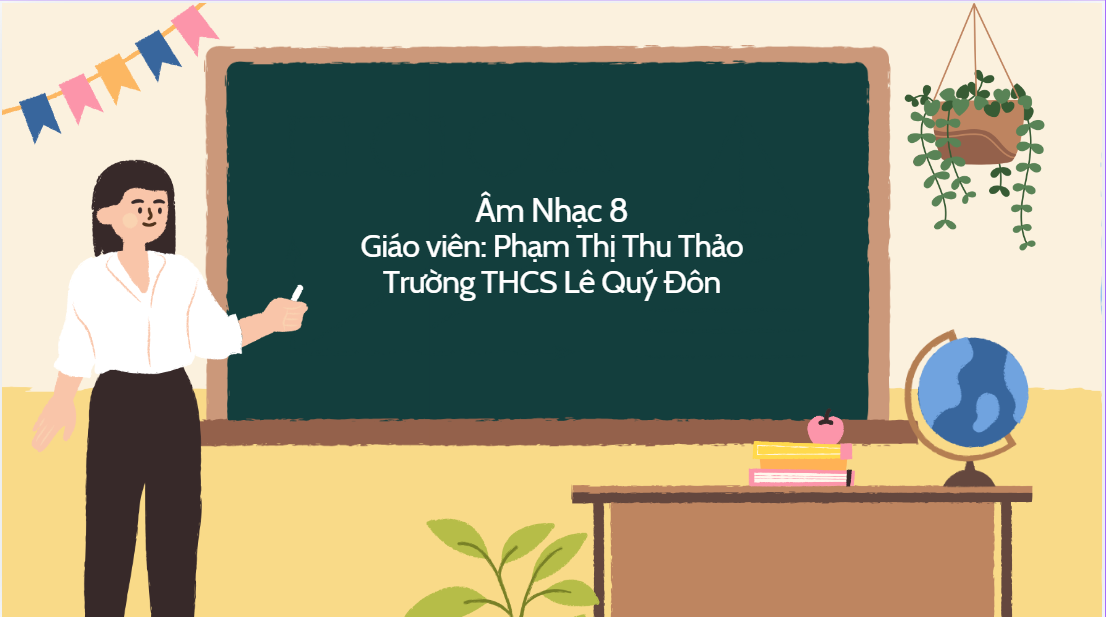 Âm Nhạc 8
Giáo viên: Phạm Thị Thu Thảo
Trường THCS Lê Quý Đôn